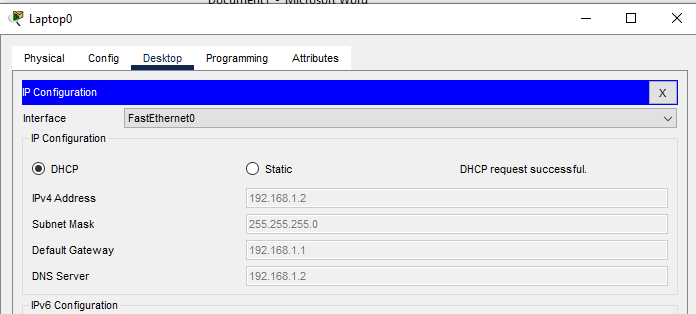 Document1 - Microsoft Word
Laptop0
Physical Config Desktop Programming Attributes
IP Configuration X
Interface FastEthernet0
IP Configuration
DHCP Static DHCP request successful.
IPv4 Address 192.168.1.2
Subnet Mask 255.255.255.0
Default Gateway 192.168.1.1
DNS Server 192.168.1.2
IPv6 Configuration